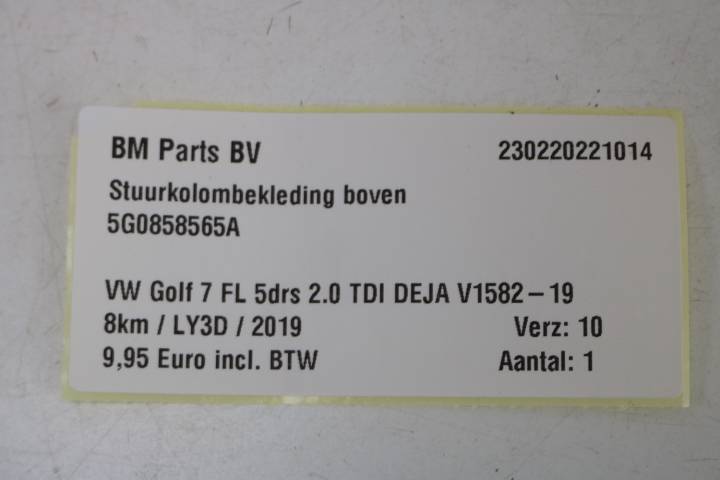 BM Parts BV 230220221014
Stuurkolombekleding boven
5G0858565A
VW Golf 7 FL 5drs 2.0 TDI DEJA V1582-19
8km / LY3D / 2019 Verz: 10
9,95 Euro incl. BTW Aantal: 1